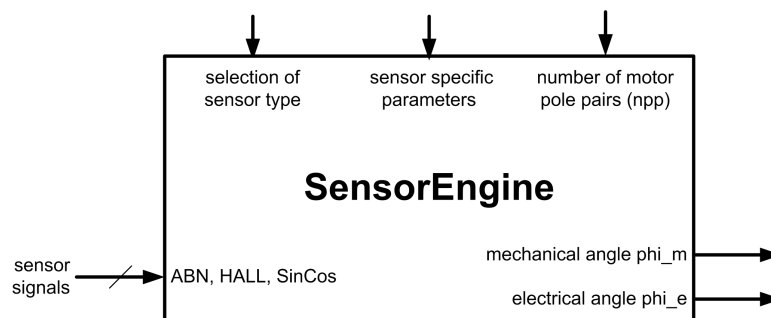 selection of
sensor type
sensor specific
parameters
number of motor
pole pairs (npp)
SensorEngine
sensor
signals
ABN, HALL, SinCos
mechanical angle phi_m
electrical angle phi_e